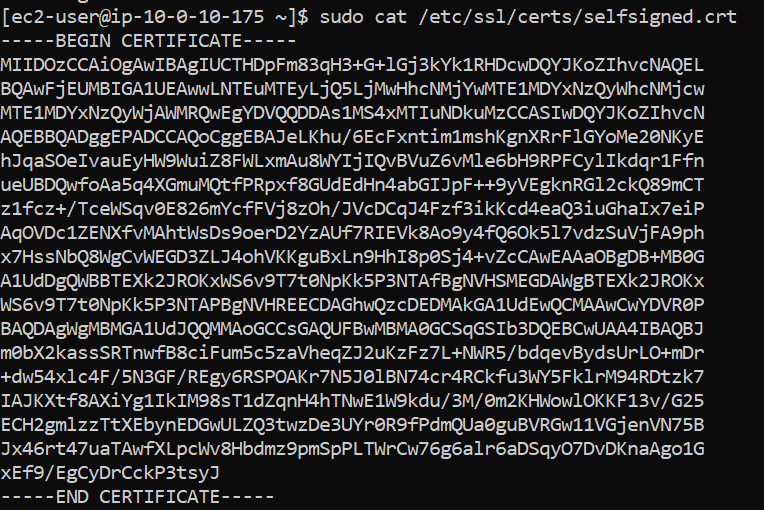 [ec2-user@ip-10-0-10-175 ~]$ sudo cat /etc/ssl/certs/selfsigned.crt
-----BEGIN CERTIFICATE-----
MIIDOzCCAiOgAwIBAgIUCTHDpFm83qH3+G+lGj3kYk1RHDcwDQYJKoZIhvcNAQEL
BQAwFjEUMBIGA1UEAwwLNTEuMTEyLjQ5LjMwHhcNMjYwMTE1MDYxNzQyWhcNMjcw
MTE1MDYxNzQyWjAWMRQwEgYDVQQDDAs1MS4xMTIuNDkuMzCCASIwDQYJKoZIhvcN
AQEBBQADggEPADCCAQoCggEBAJeLKhu/6EcFxntim1mshKgnXRrFlGYoMe20NKyE
hJqaSOeIvauEyHW9WuiZ8FWLxmAu8WYIjIQvBVuZ6vMle6bH9RPFCylIkdqr1Ffn
ueUBDQwfoAa5q4XGmuMQtfPRpxf8GUdEdHn4abGIJpF++9yVEgknRGl2ckQ89mCT
z1fcz+/TceWSqv0E826mYcfFVj8zOh/JVcDCqJ4Fzf3ikKcd4eaQ3iuGhaIx7eiP
AqOVDc1ZENXfvMAhtWsDs9oerD2YzAUf7RIEVk8Ao9y4fQ6Ok5l7vdzSuVjFA9ph
x7HssNbQ8WgCvWEGD3ZLJ4ohVKKguBxLn9HhI8p0Sj4+vZcCAwEAAaOBgDB+MB0G
A1UdDgQWBBTEXk2JROKxWS6v9T7t0NpKk5P3NTAfBgNVHSMEGDAWgBTEXk2JROKx
WS6v9T7t0NpKk5P3NTAPBgNVHREECDAGhwQzcDEDMAkGA1UdEwQCMAAwCwYDVR0P
BAQDAgWgMBMGA1UdJQQMMAoGCCsGAQUFBwMBMA0GCSqGSIb3DQEBCwUAA4IBAQBJ
m0bX2kassSRTnwfB8ciFum5c5zaVheqZJ2uKzFz7L+NWR5/bdqevBydsUrLO+mDr
+dw54xlc4F/5N3GF/REgy6RSPOAKr7N5J0lBN74cr4RCkfu3WY5FklrM94RDtzk7
IAJKXtf8AXiYg1IkIM98sT1dZqnH4hTNwE1W9kdu/3M/0m2KHWowlOKKF13v/G25
ECH2gmlzzTtXEbynEDGwULZQ3twzDe3UYr0R9fPdmQUa0guBVRGw11VGjenVN75B
Jx46rt47uaTAwfXLpcWv8Hbdmz9pmSpPLTWrCw76g6alr6aDSqyO7DvDKnaAgo1G
xEf9/EgCyDrCckP3tsyJ
-----END CERTIFICATE-----